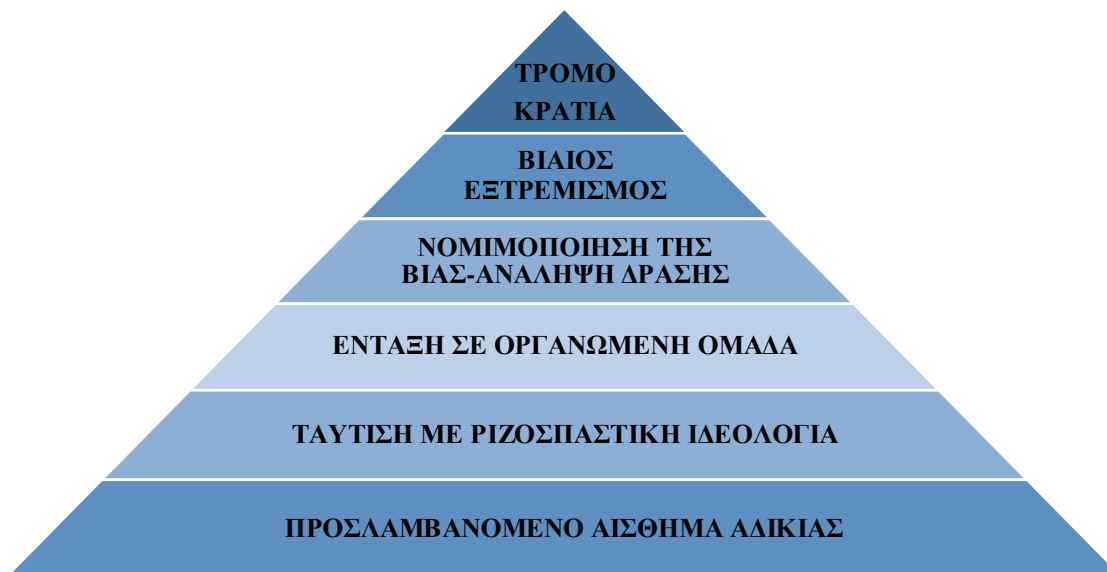 ΤΡΟΜΟ
ΚΡΑΤΙΑ
ΒΙΑΙΟΣ
ΕΞΤΡΕΜΙΣΜΟΣ
ΝΟΜΙΜΟΠΟΙΗΣΗ ΤΗΣ
ΒΙΑΣ-ΑΝΑΛΗΨΗ ΔΡΑΣΗΣ
ΕΝΤΑΞΗ ΣΕ ΟΡΓΑΝΩΜΕΝΗ ΟΜΑΔΑ
ΤΑΥΤΙΣΗ ΜΕ ΡΙΖΟΣΠΑΣΤΙΚΗ ΙΔΕΟΛΟΓΙΑ
ΠΡΟΣΛΑΜΒΑΝΟΜΕΝΟ ΑΙΣΘΗΜΑ ΑΔΙΚΙΑΣ